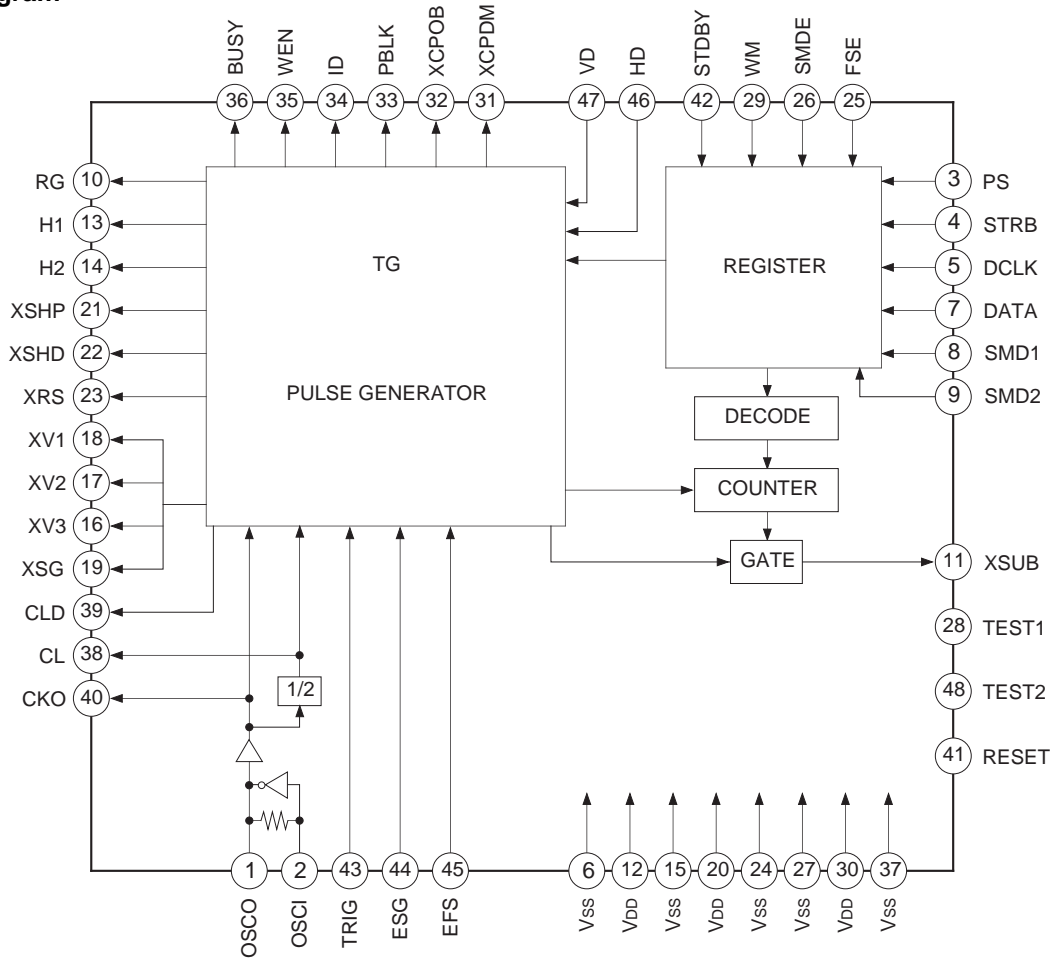 gram
BUSY
WEN
ID
PBLK
XCPOB
XCPDM
VD
HD
STDBY
WM
SMDE
FSE
36
35
34
33
32
31
47
46
42
29
26
25
RG 10
H1 13
H2 14
XSHP 21
XSHD 22
XRS 23
XV1 18
XV2 17
XV3 16
XSG 19
CLD 39
CL 38
CKO 40
TG
PULSE GENERATOR
REGISTER
DECODE
COUNTER
GATE
1/2
3 PS
4 STRB
5 DCLK
7 DATA
8 SMD1
9 SMD2
11 XSUB
28 TEST1
48 TEST2
41 RESET
1
2
43
44
45
6
12
15
20
24
27
30
37
OSCO
OSCI
TRIG
ESG
EFS
VSS
VDD
VSS
VDD
VSS
VSS
VDD
VSS